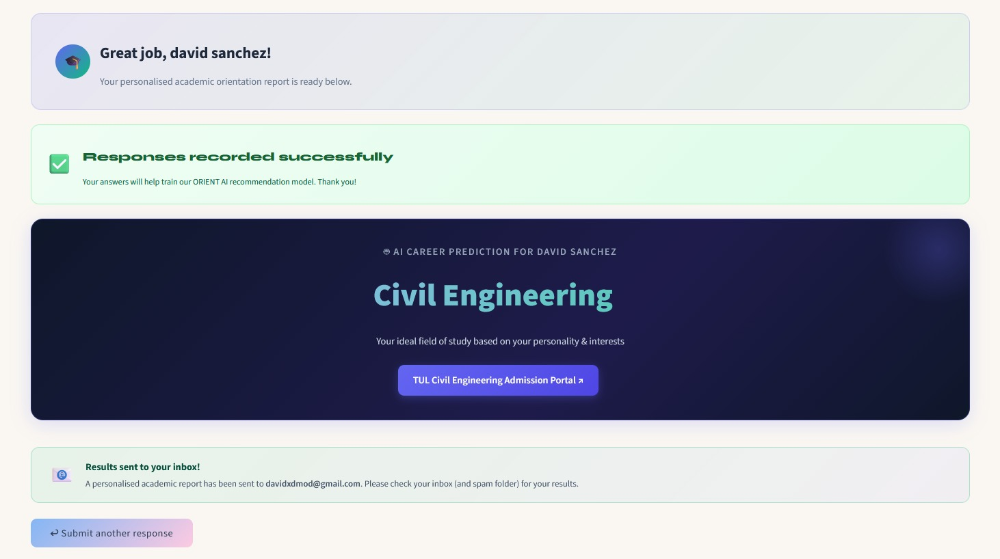 Great job, david sanchez!
Your personalised academic orientation report is ready below.
Responses recorded successfully
Your answers will help train our ORIENT AI recommendation model. Thank you!
AI CAREER PREDICTION FOR DAVID SANCHEZ
Civil Engineering
Your ideal field of study based on your personality & interests
TUL Civil Engineering Admission Portal ↗
@
Results sent to your inbox!
A personalised academic report has been sent to davidxdmod@gmail.com. Please check your inbox (and spam folder) for your results.
↩ Submit another response